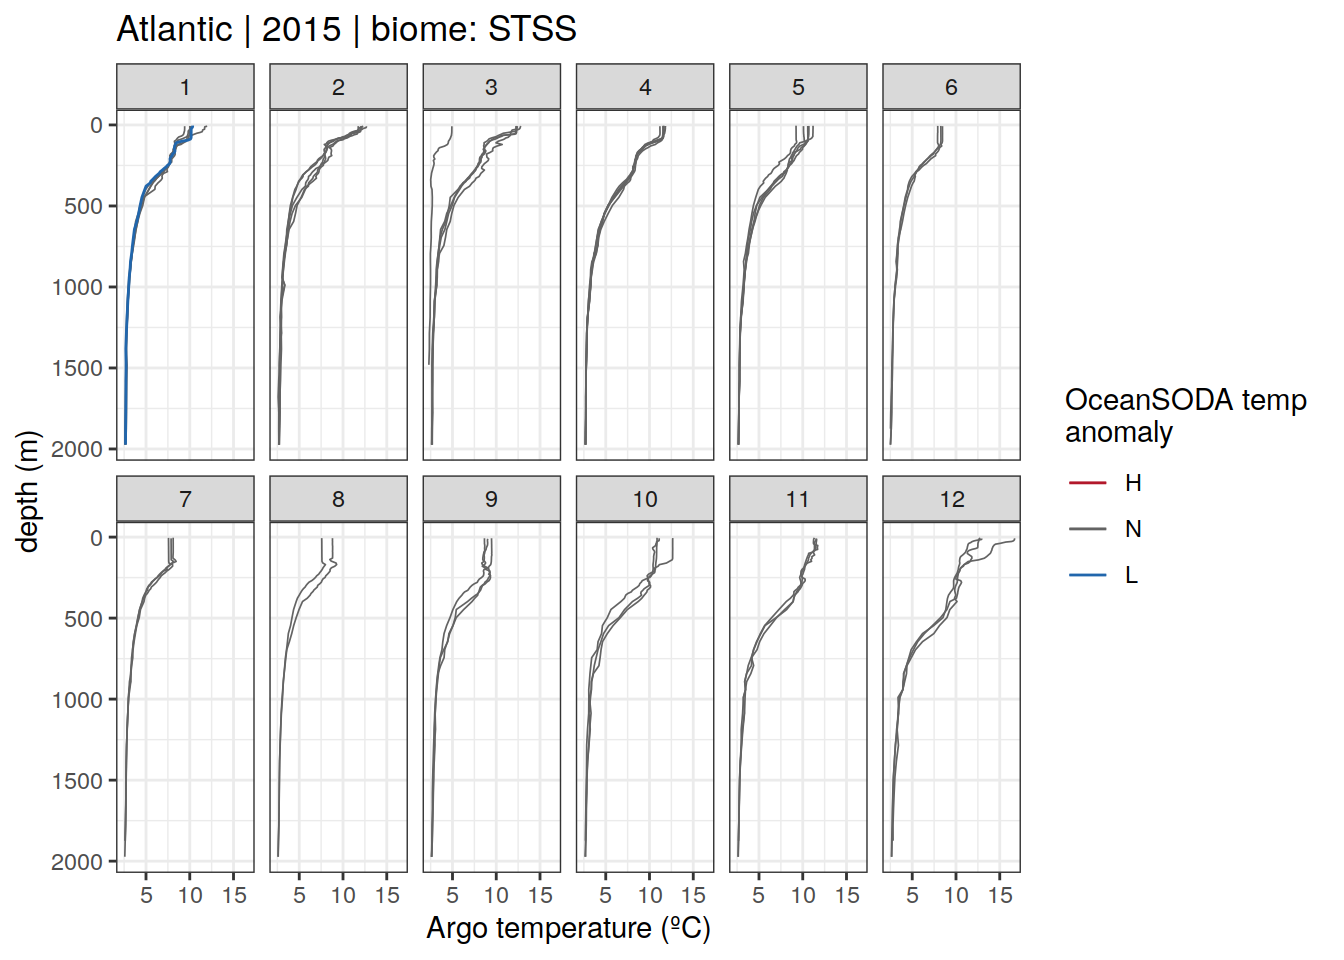 Atlantic | 2015 | biome: STSS
1 2 3 4 5 6
0
500
1000
1500
2000
7 8 9 10 11 12
0
500
1000
1500
2000
5 10 15 5 10 15 5 10 15 5 10 15 5 10 15 5 10 15
Argo temperature (ºC)
depth (m)
OceanSODA temp
anomaly
H
N
L